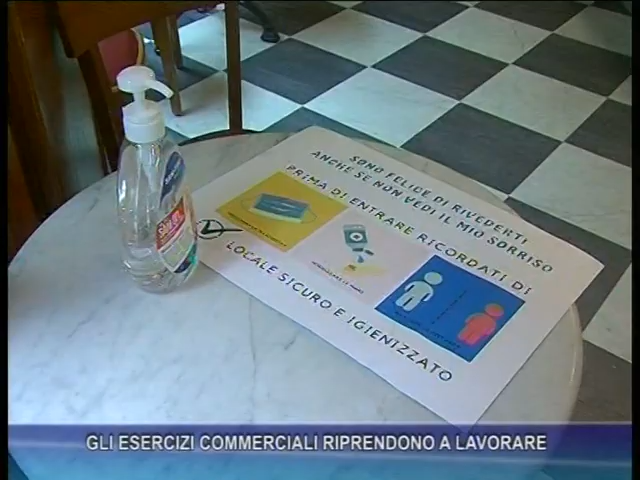 SONO FELICE DI RIVEDERTI
ANCHE SE NON VEDI IL MIO SORRISO
PRIMA DI ENTRARE RICORDATI DI
LOCALE SICURO E IGIENIZZATO
GLI ESERCIZI COMMERCIALI RIPRENDONO A LAVORARE